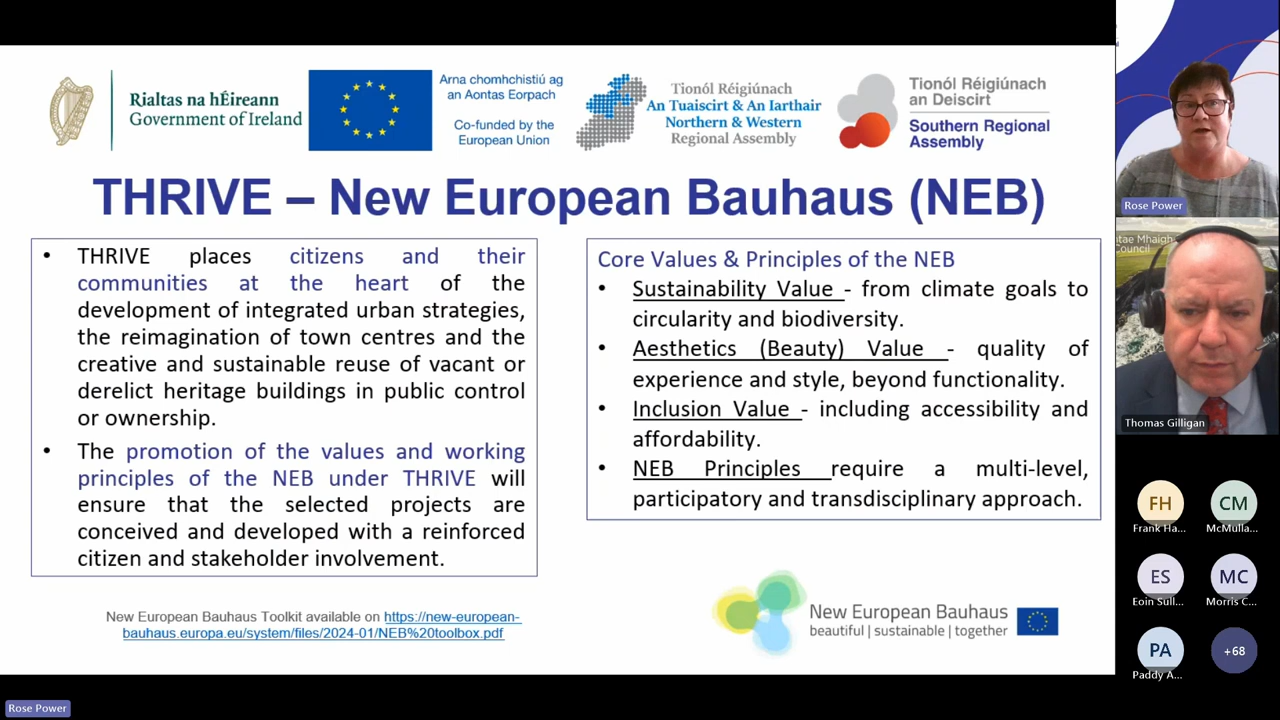 Rialtas na hÉireann
Government of Ireland
Arna chomhchistiú ag
an Aontas Eorpach
Co-funded by the
European Union
Tionól Réigiúnach
An Tuaiscirt & An Iarthair
Northern & Western
Regional Assembly
Tionól Réigiúnach
an Deiscirt
Southern Regional
Assembly
THRIVE – New European Bauhaus (NEB)
• THRIVE places citizens and their
communities at the heart of the
development of integrated urban strategies,
the reimagination of town centres and the
creative and sustainable reuse of vacant or
derelict heritage buildings in public control
or ownership.
• The promotion of the values and working
principles of the NEB under THRIVE will
ensure that the selected projects are
conceived and developed with a reinforced
citizen and stakeholder involvement.
Core Values & Principles of the NEB
• Sustainability Value - from climate goals to
circularity and biodiversity.
• Aesthetics (Beauty) Value - quality of
experience and style, beyond functionality.
• Inclusion Value - including accessibility and
affordability.
• NEB Principles require a multi-level,
participatory and transdisciplinary approach.
New European Bauhaus Toolkit available on https://new-european-
bauhaus.europa.eu/system/files/2024-01/NEB%20toolbox.pdf
New European Bauhaus
beautiful | sustainable | together
Rose Power
ntae Mhaigh
Council
Thomas Gilligan
FH
Frank Ha...
CM
McMulla...
ES
Eoin Sull...
MC
Morris C...
PA
Paddy A...
+68
Rose Power